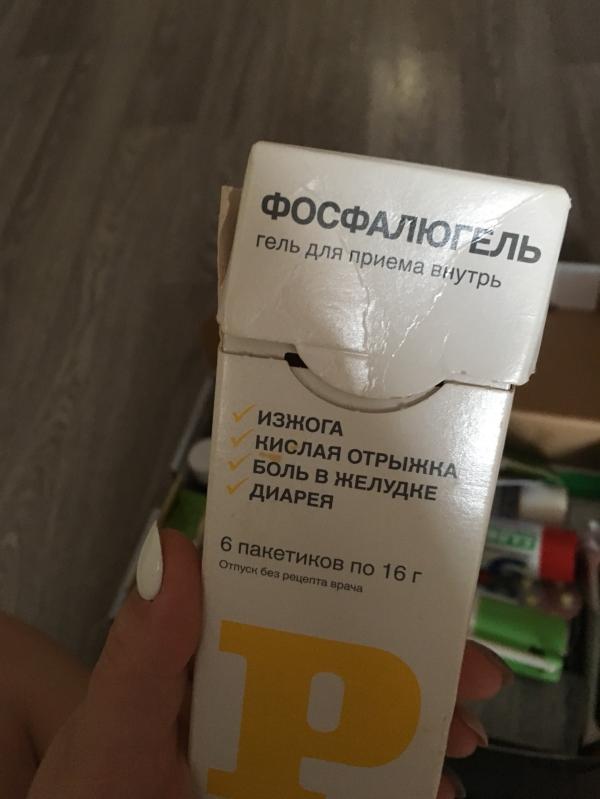 ФОСФАЛЮГЕЛЬ
гель для приема внутрь
ИЗЖОГА
КИСЛАЯ ОТРЫЖКА
БОЛЬ В ЖЕЛУДКЕ
ДИАРЕЯ
6 пакетиков по 16 г
Отпуск без рецепта врача
P